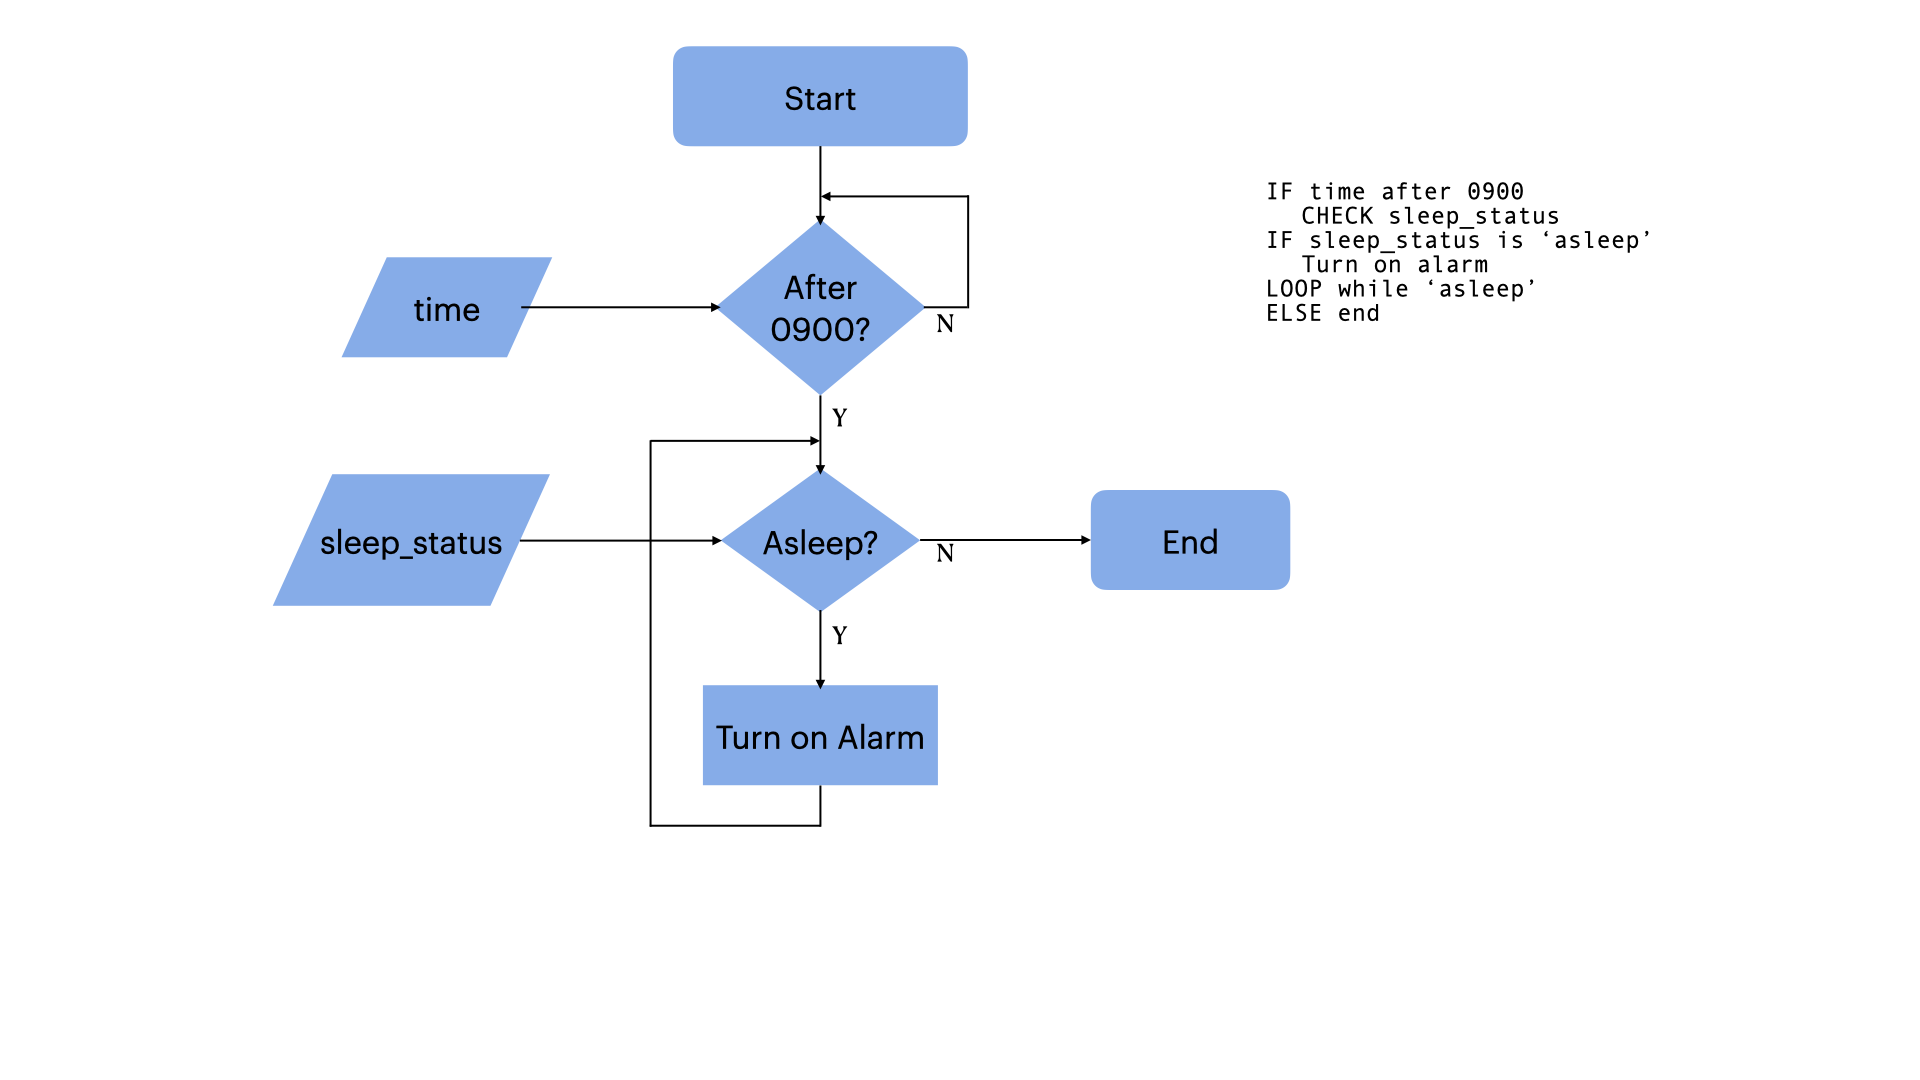 Start
time
After
0900?
N
Y
sleep_status
Asleep?
N
End
Y
Turn on Alarm
IF time after 0900
CHECK sleep_status
IF sleep_status is ‘asleep’
Turn on alarm
LOOP while ‘asleep’
ELSE end